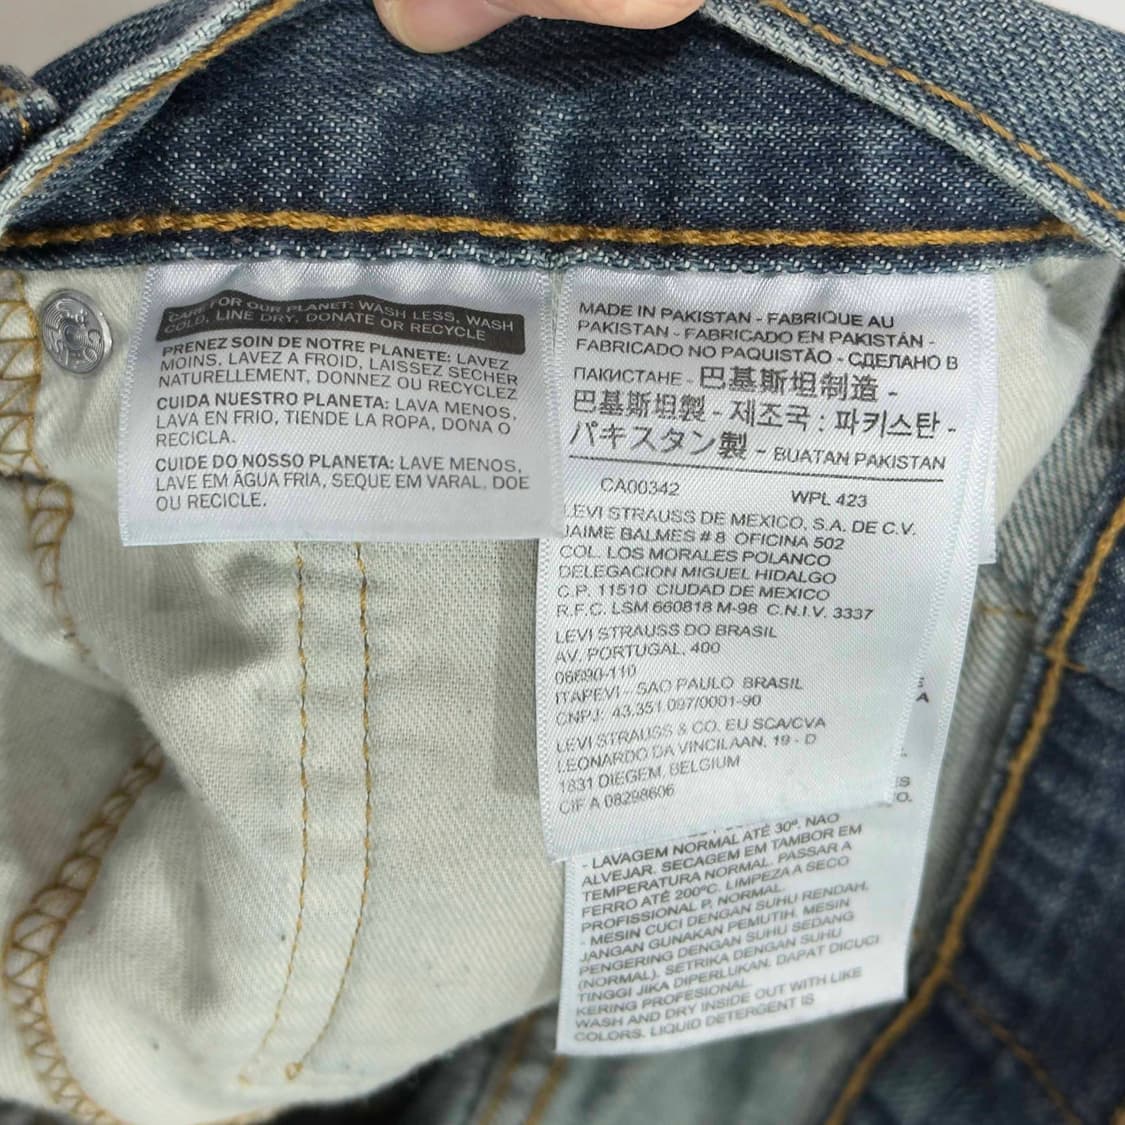 CARE FOR OUR PLANET: WASH LESS, WASH
COLD, LINE DRY, DONATE OR RECYCLE
PRENEZ SOIN DE NOTRE PLANETE: LAVEZ
MOINS, LAVEZ A FROID, LAISSEZ SECHER
NATURELLEMENT, DONNEZ OU RECYCLEZ
CUIDA NUESTRO PLANETA: LAVA MENOS,
LAVA EN FRIO, TIENDE LA ROPA, DONA O
RECICLA.
CUIDE DO NOSSO PLANETA: LAVE MENOS,
LAVE EM ÁGUA FRIA, SEQUE EM VARAL, DOE
OU RECICLE.
MADE IN PAKISTAN - FABRIQUE AU
PAKISTAN - FABRICADO EN PAKISTÁN -
FABRICADO NO PAQUISTÃO - СДЕЛАНО В
ПАКИСТАНЕ - 巴基斯坦制造 -
巴基斯坦製 - 제조국 : 파키스탄 -
パキスタン製 - BUATAN PAKISTAN
CA00342 WPL 423
LEVI STRAUSS DE MEXICO, S.A. DE C.V.
JAIME BALMES # 8 OFICINA 502
COL. LOS MORALES POLANCO
DELEGACION MIGUEL HIDALGO
C.P. 11510 CIUDAD DE MEXICO
R.F.C. LSM 660818 M-98 C.N.I.V. 3337
LEVI STRAUSS DO BRASIL
AV. PORTUGAL, 400
06690-110
ITAPEVI - SAO PAULO BRASIL
CNPJ: 43.351.097/0001-90
LEVI STRAUSS & CO. EU SCA/CVA
LEONARDO DA VINCILAAN, 19 - D
1831 DIEGEM, BELGIUM
CIF A 08298606
- LAVAGEM NORMAL ATÉ 30º. NAO
ALVEJAR. SECAGEM EM TAMBOR EM
TEMPERATURA NORMAL. PASSAR A
FERRO ATÉ 200ºC. LIMPEZA A SECO
PROFISSIONAL P, NORMAL.
- MESIN CUCI DENGAN SUHU RENDAH.
JANGAN GUNAKAN PEMUTIH. MESIN
PENGERING DENGAN SUHU SEDANG
(NORMAL). SETRIKA DENGAN SUHU
TINGGI JIKA DIPERLUKAN. DAPAT DICUCI
KERING PROFESIONAL.
WASH AND DRY INSIDE OUT WITH LIKE
COLORS. LIQUID DETERGENT IS